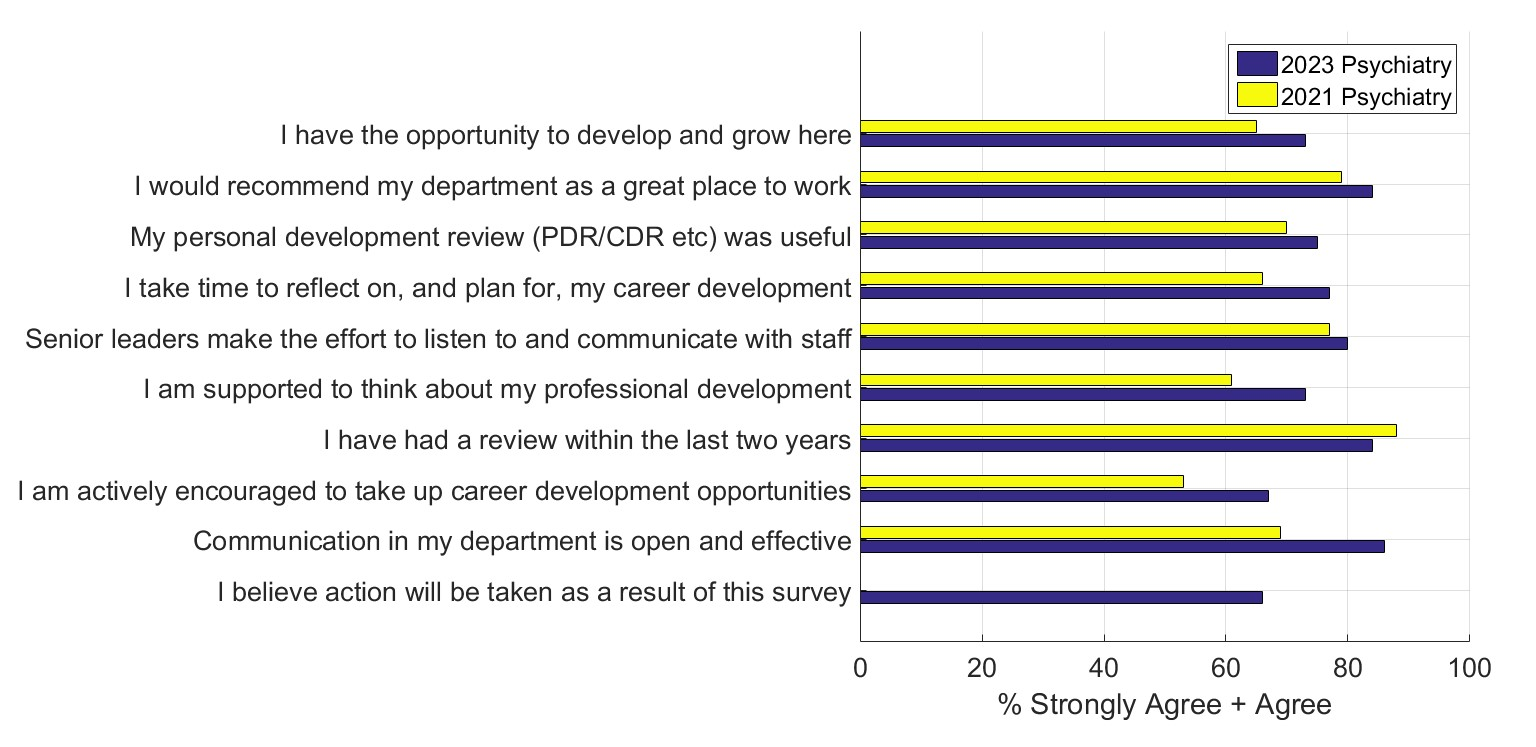 2023 Psychiatry
2021 Psychiatry
I have the opportunity to develop and grow here
I would recommend my department as a great place to work
My personal development review (PDR/CDR etc) was useful
I take time to reflect on, and plan for, my career development
Senior leaders make the effort to listen to and communicate with staff
I am supported to think about my professional development
I have had a review within the last two years
I am actively encouraged to take up career development opportunities
Communication in my department is open and effective
I believe action will be taken as a result of this survey
0 20 40 60 80 100
% Strongly Agree + Agree